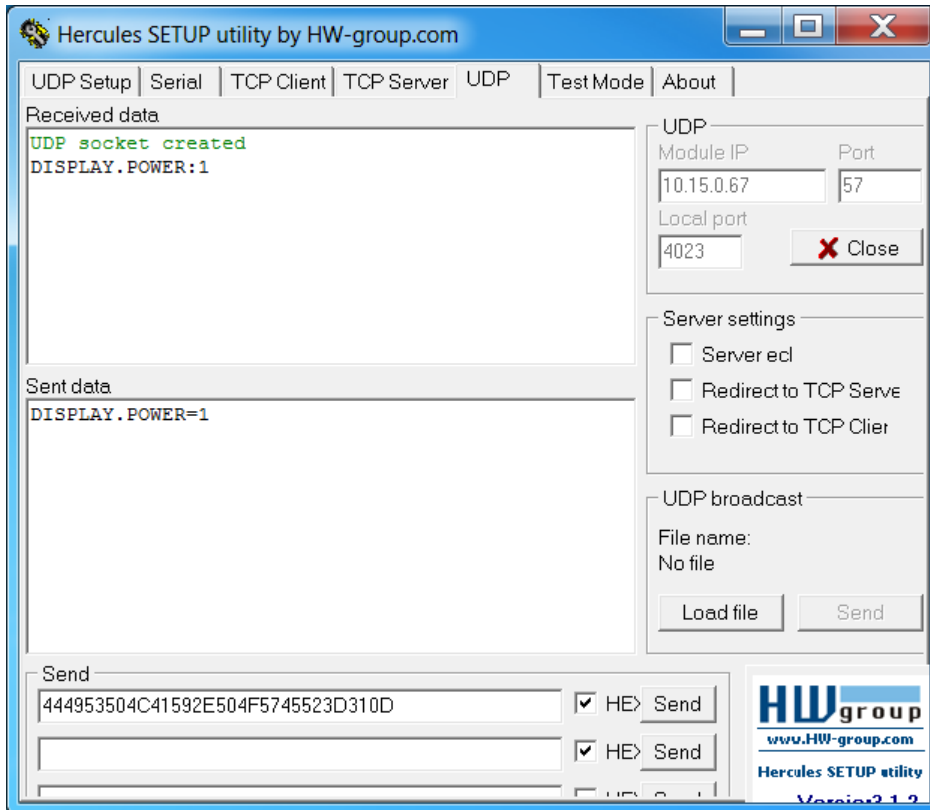 Hercules SETUP utility by HW-group.com
UDP Setup Serial TCP Client TCP Server UDP Test Mode About
Received data
UDP socket created
DISPLAY.POWER:1
Sent data
DISPLAY.POWER=1
UDP
Module IP Port
10.15.0.67 57
Local port
4023 Close
Server settings
Server ecl
Redirect to TCP Serve
Redirect to TCP Clier
UDP broadcast
File name:
No file
Load file Send
Send
444953504C41592E504F5745523D310D HEX Send
HEX Send
HWgroup
www.HW-group.com
Hercules SETUP utility